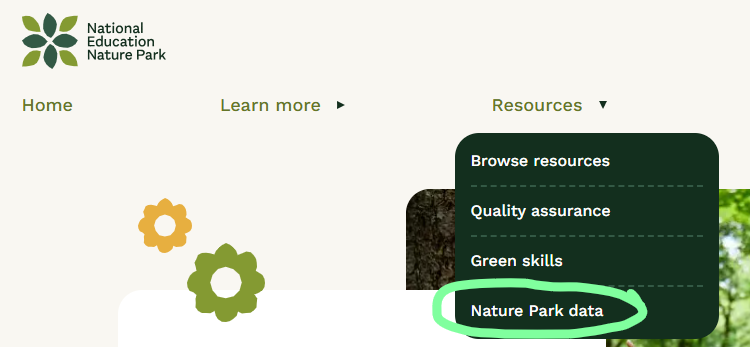 National
Education
Nature Park
Home
Learn more
Resources
Browse resources
Quality assurance
Green skills
Nature Park data